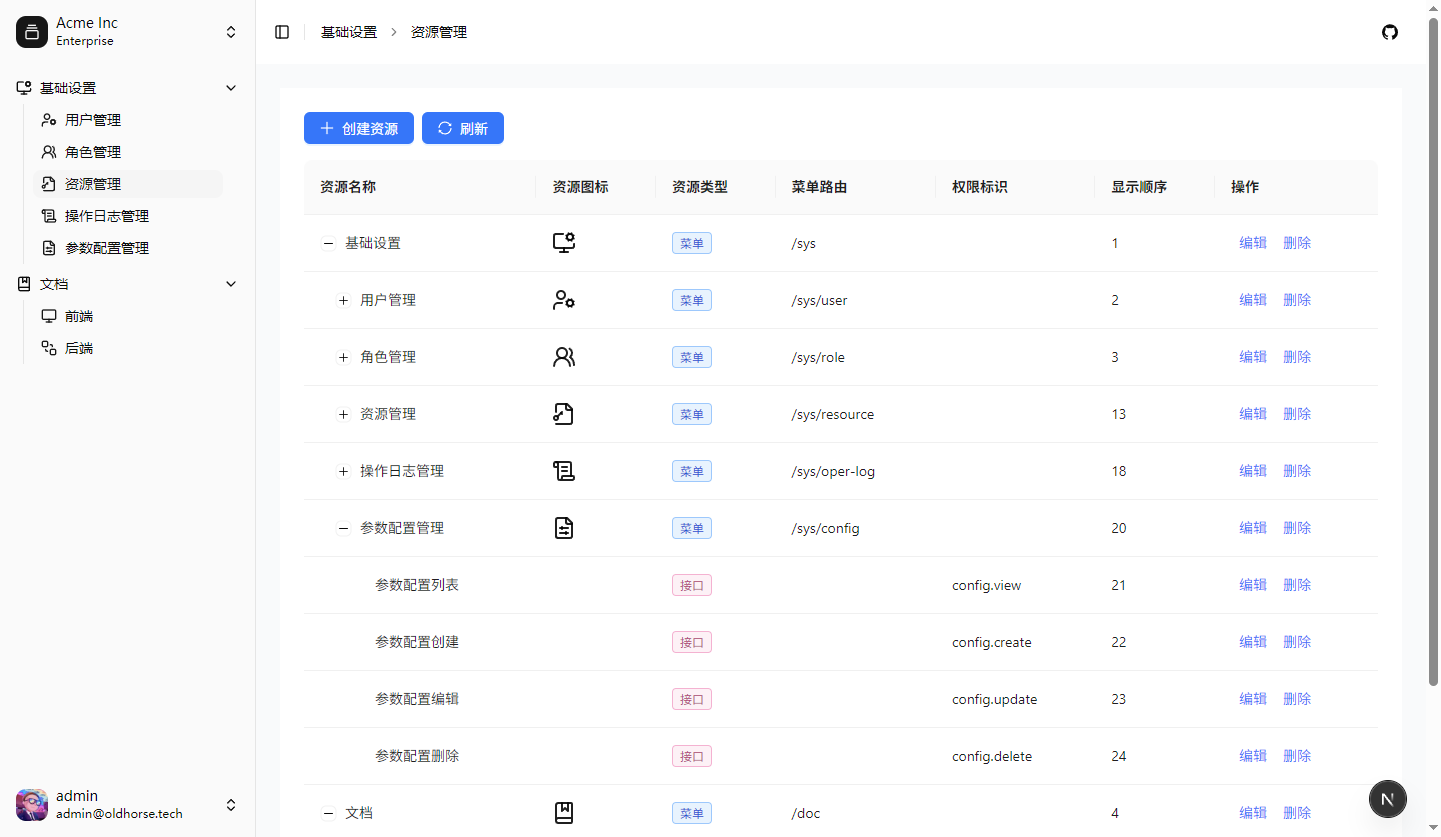 Acme Inc
Enterprise
基础设置
用户管理
角色管理
资源管理
操作日志管理
参数配置管理
文档
前端
后端
admin
admin@oldhorse.tech
基础设置 资源管理
创建资源 刷新
资源名称 资源图标 资源类型 菜单路由 权限标识 显示顺序 操作
基础设置 菜单 /sys 1 编辑 删除
用户管理 菜单 /sys/user 2 编辑 删除
角色管理 菜单 /sys/role 3 编辑 删除
资源管理 菜单 /sys/resource 13 编辑 删除
操作日志管理 菜单 /sys/oper-log 18 编辑 删除
参数配置管理 菜单 /sys/config 20 编辑 删除
参数配置列表 接口 config.view 21 编辑 删除
参数配置创建 接口 config.create 22 编辑 删除
参数配置编辑 接口 config.update 23 编辑 删除
参数配置删除 接口 config.delete 24 编辑 删除
文档 菜单 /doc 4 编辑 删除
N